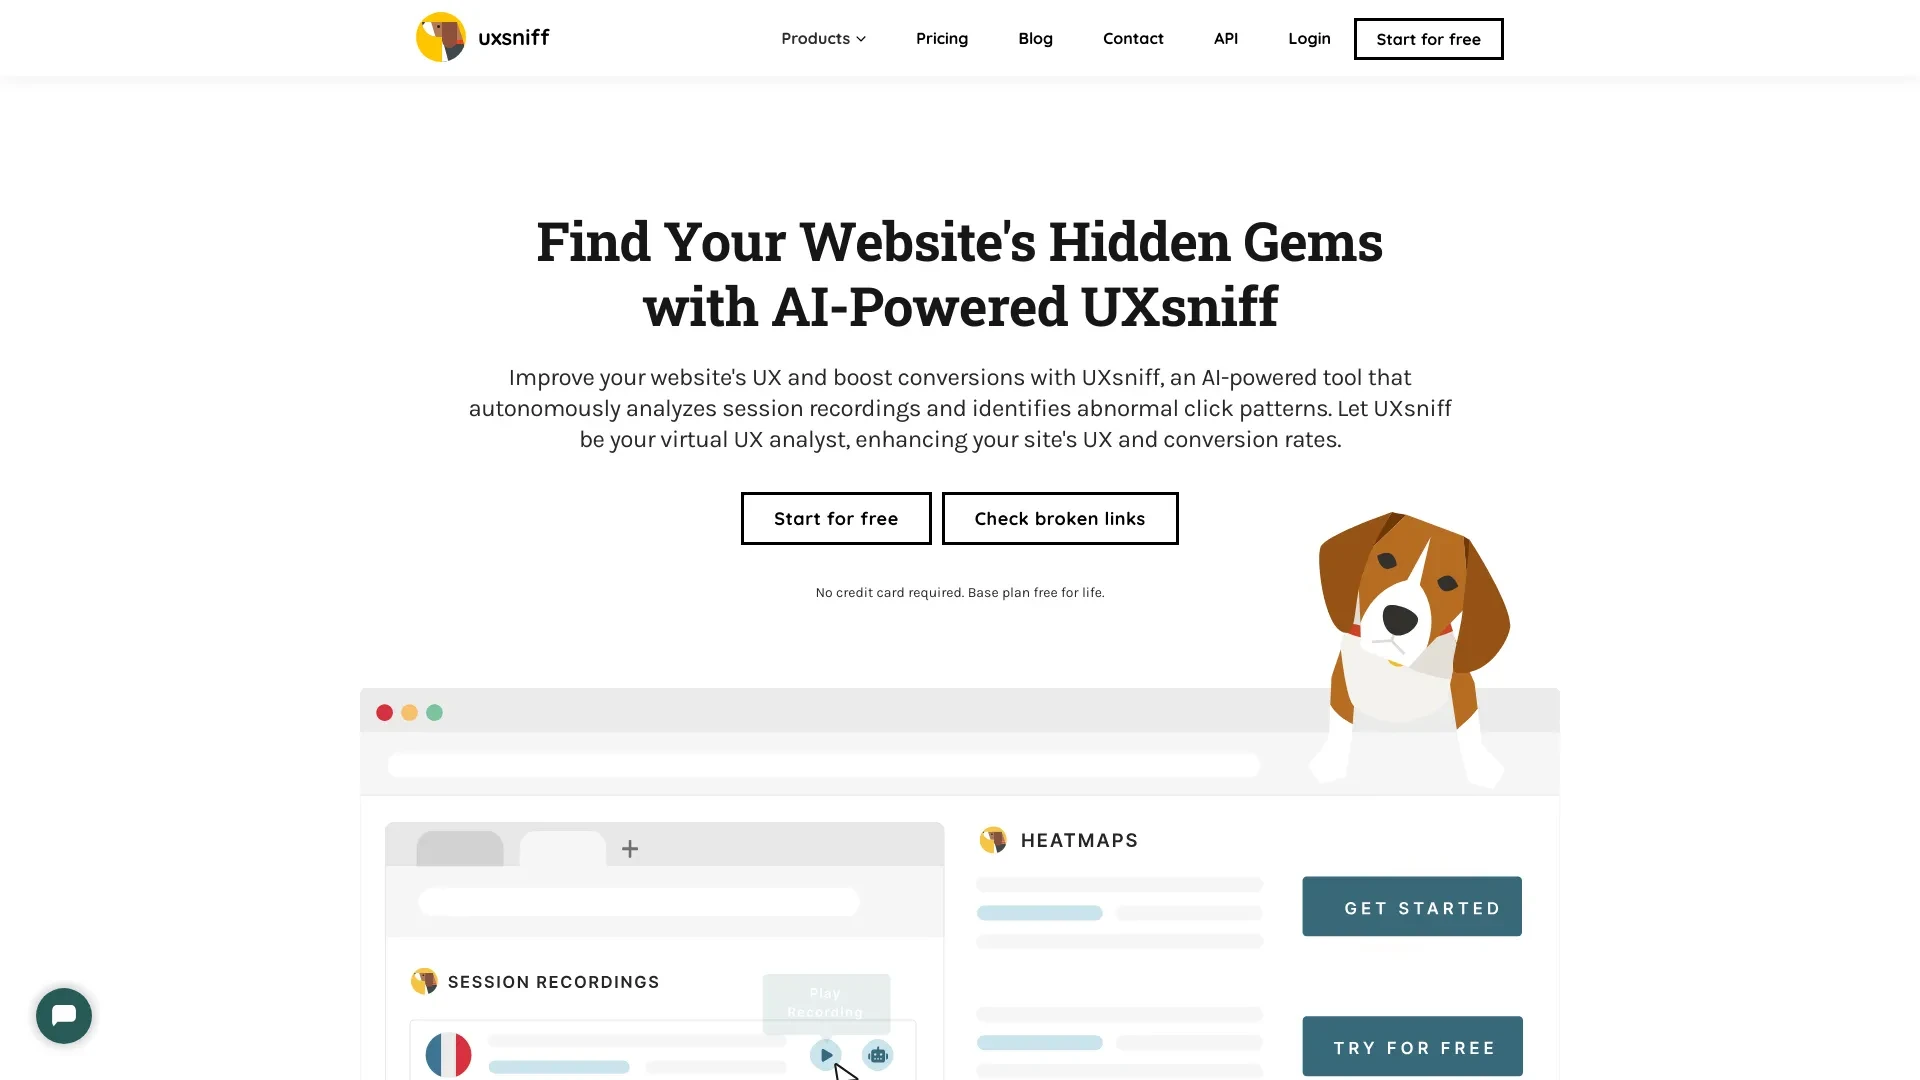 uxsniff
Products
Pricing
Blog
Contact
API
Login
Start for free
Find Your Website's Hidden Gems
with AI-Powered UXsniff
Improve your website's UX and boost conversions with UXsniff, an AI-powered tool that
autonomously analyzes session recordings and identifies abnormal click patterns. Let UXsniff
be your virtual UX analyst, enhancing your site's UX and conversion rates.
Start for free
Check broken links
No credit card required. Base plan free for life.
HEATMAPS
GET STARTED
SESSION RECORDINGS
Play
Recording
TRY FOR FREE